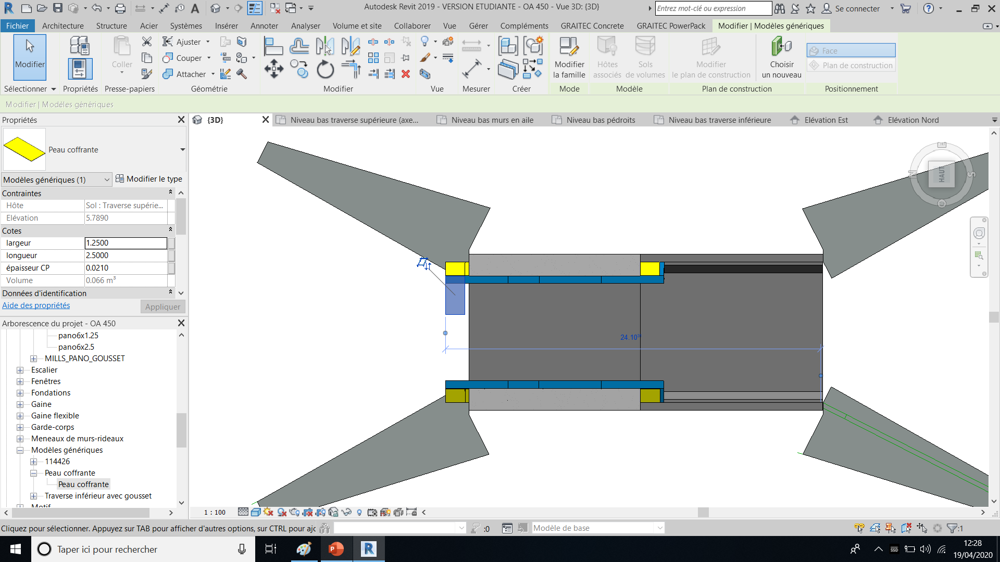 Autodesk Revit 2019 - VERSION ETUDIANTE - OA 450 - Vue 3D: {3D}
Entrez mot-clé ou expression
Se connecter
Fichier Architecture Structure Acier Systèmes Insérer Annoter Analyser Volume et site Collaborer Vue Gérer Compléments GRAITEC Concrete GRAITEC PowerPack Modifier | Modèles génériques
Modifier
Coller
Ajuster
Couper
Attacher
Modifier
la famille
Hôtes
associés
Sols
de volumes
Modifier
le plan de construction
Choisir
un nouveau
Face
Plan de construction
Sélectionner Propriétés Presse-papiers Géométrie Modifier Vue Mesurer Créer Mode Modèle Plan de construction Positionnement
Modifier | Modèles génériques
Propriétés
{3D}
Niveau bas traverse supérieure (axe...
Niveau bas murs en aile
Niveau bas pédroits
Niveau bas traverse inférieure
Elévation Est
Elévation Nord
Peau coffrante
Modèles génériques (1)
Modifier le type
Contraintes
Hôte Sol : Traverse supérie...
Elévation 5.7890
Cotes
largeur 1.2500
longueur 2.5000
épaisseur CP 0.0210
Volume 0.066 m³
Données d'identification
Aide des propriétés
Appliquer
Arborescence du projet - OA 450
pano6x1.25
pano6x2.5
MILLS_PANO_GOUSSET
Escalier
Fenêtres
Fondations
Gaine
Gaine flexible
Garde-corps
Meneaux de murs-rideaux
Modèles génériques
114426
Peau coffrante
Peau coffrante
Traverse inférieur avec gousset
Motif
HAUT
E
N
S
O
1 : 100
Cliquez pour sélectionner. Appuyez sur TAB pour afficher d'autres options, sur CTRL pour ajo
:0
Modèle de base
:1
Taper ici pour rechercher
SSD
12:28
19/04/2020